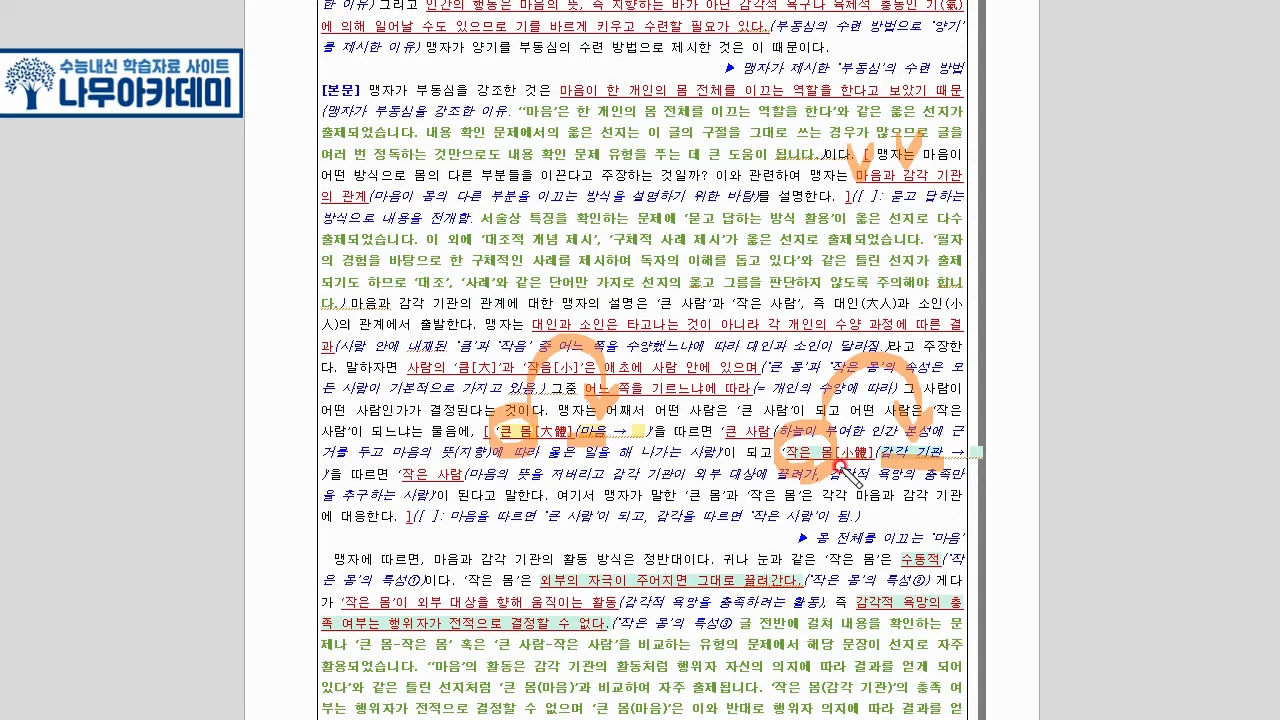 한 이유) 그리고 인간의 행동은 마음의 뜻, 즉 지향하는 바가 아닌 감각적 욕구나 육체적 충동인 기(氣)
에 의해 일어날 수도 있으므로 기를 바르게 키우고 수련할 필요가 있다.(부동심의 수련 방법으로 ‘양기’
를 제시한 이유) 맹자가 양기를 부동심의 수련 방법으로 제시한 것은 이 때문이다.
수능내신 학습자료 사이트
나무아카데미
▶ 맹자가 제시한 ‘부동심’의 수련 방법
[본문] 맹자가 부동심을 강조한 것은 마음이 한 개인의 몸 전체를 이끄는 역할을 한다고 보았기 때문
(맹자가 부동심을 강조한 이유. ‘‘마음’은 한 개인의 몸 전체를 이끄는 역할을 한다’와 같은 옳은 선지가
출제되었습니다. 내용 확인 문제에서의 옳은 선지는 이 글의 구절을 그대로 쓰는 경우가 많으므로 글을
여러 번 정독하는 것만으로도 내용 확인 문제 유형을 푸는 데 큰 도움이 됩니다.)이다. [ 맹자는 마음이
어떤 방식으로 몸의 다른 부분들을 이끈다고 주장하는 것일까? 이와 관련하여 맹자는 마음과 감각 기관
의 관계(마음이 몸의 다른 부분을 이끄는 방식을 설명하기 위한 바탕)를 설명한다. ]([ ]: 묻고 답하는
방식으로 내용을 전개함. 서술상 특징을 확인하는 문제에 ‘묻고 답하는 방식 활용’이 옳은 선지로 다수
출제되었습니다. 이 외에 ‘대조적 개념 제시’, ‘구체적 사례 제시’가 옳은 선지로 출제되었습니다. ‘필자
의 경험을 바탕으로 한 구체적인 사례를 제시하여 독자의 이해를 돕고 있다’와 같은 틀린 선지가 출제
되기도 하므로 ‘대조’, ‘사례’와 같은 단어만 가지로 선지의 옳고 그름을 판단하지 않도록 주의해야 합니
다.) 마음과 감각 기관의 관계에 대한 맹자의 설명은 ‘큰 사람’과 ‘작은 사람’, 즉 대인(大人)과 소인(小
人)의 관계에서 출발한다. 맹자는 대인과 소인은 타고나는 것이 아니라 각 개인의 수양 과정에 따른 결
과(사람 안에 내재된 ‘큼’과 ‘작음’ 중 어느 쪽을 수양했느냐에 따라 대인과 소인이 달라짐.)라고 주장한
다. 말하자면 사람의 ‘큼[大]’과 ‘작음[小]’은 애초에 사람 안에 있으며(‘큰 몸’과 ‘작은 몸’의 속성은 모
든 사람이 기본적으로 가지고 있음.) 그중 어느 쪽을 기르느냐에 따라(= 개인의 수양에 따라) 그 사람이
어떤 사람인가가 결정된다는 것이다. 맹자는 어째서 어떤 사람은 ‘큰 사람’이 되고 어떤 사람은 ‘작은
사람’이 되느냐는 물음에, [ ‘큰 몸[大體](마음 → )’을 따르면 ‘큰 사람(하늘이 부여한 인간 본성에 근
거를 두고 마음의 뜻(지향)에 따라 옳은 일을 해 나가는 사람)’이 되고 ‘작은 몸[小體](감각 기관 →
)’을 따르면 ‘작은 사람(마음의 뜻을 저버리고 감각 기관이 외부 대상에 끌려가, 감각적 욕망의 충족만
을 추구하는 사람)’이 된다고 말한다. 여기서 맹자가 말한 ‘큰 몸’과 ‘작은 몸’은 각각 마음과 감각 기관
에 대응한다. ]([ ]: 마음을 따르면 ‘큰 사람’이 되고, 감각을 따르면 ‘작은 사람’이 됨.)
▶ 몸 전체를 이끄는 ‘마음’
맹자에 따르면, 마음과 감각 기관의 활동 방식은 정반대이다. 귀나 눈과 같은 ‘작은 몸’은 수동적(‘작
은 몸’의 특성①)이다. ‘작은 몸’은 외부의 자극이 주어지면 그대로 끌려간다.(‘작은 몸’의 특성②) 게다
가 ‘작은 몸’이 외부 대상을 향해 움직이는 활동(감각적 욕망을 충족하려는 활동), 즉 감각적 욕망의 충
족 여부는 행위자가 전적으로 결정할 수 없다.(‘작은 몸’의 특성③ 글 전반에 걸쳐 내용을 확인하는 문
제나 ‘큰 몸-작은 몸’ 혹은 ‘큰 사람-작은 사람’을 비교하는 유형의 문제에서 해당 문장이 선지로 자주
활용되었습니다. ‘‘마음’의 활동은 감각 기관의 활동처럼 행위자 자신의 의지에 따라 결과를 얻게 되어
있다’와 같은 틀린 선지처럼 ‘큰 몸(마음)’과 비교하여 자주 출제됩니다. ‘작은 몸(감각 기관)’의 충족 여
부는 행위자가 전적으로 결정할 수 없으며 ‘큰 몸(마음)’은 이와 반대로 행위자 의지에 따라 결과를 얻